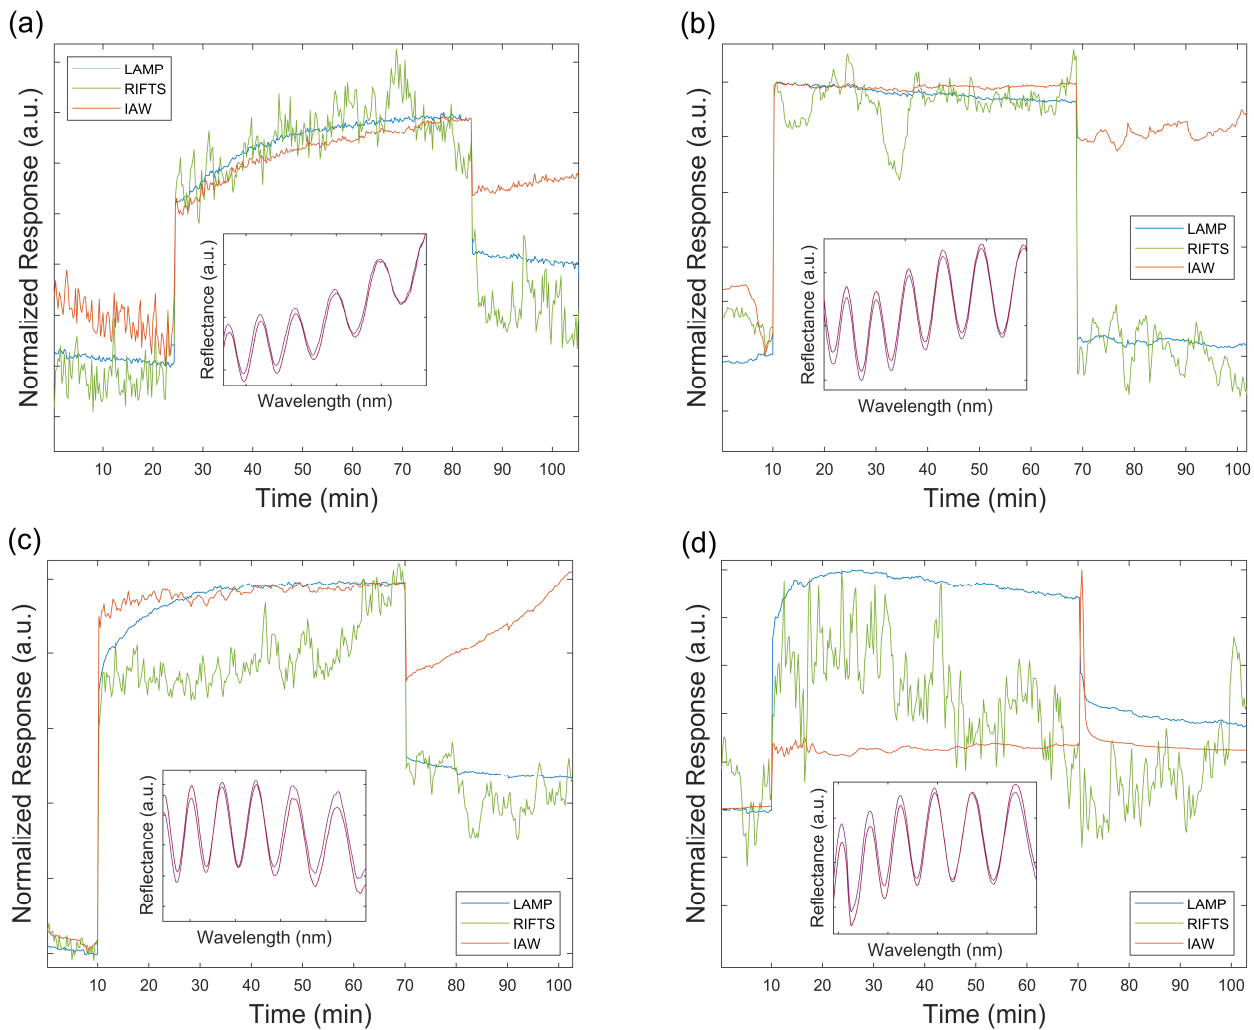 (a)
LAMP
RIFTS
IAW
Normalized Response (a.u.)
Reflectance (a.u.)
Wavelength (nm)
10 20 30 40 50 60 70 80 90 100
Time (min)
(b)
LAMP
RIFTS
IAW
Normalized Response (a.u.)
Reflectance (a.u.)
Wavelength (nm)
10 20 30 40 50 60 70 80 90 100
Time (min)
(c)
Normalized Response (a.u.)
Reflectance (a.u.)
Wavelength (nm)
LAMP
RIFTS
IAW
10 20 30 40 50 60 70 80 90 100
Time (min)
(d)
Normalized Response (a.u.)
Reflectance (a.u.)
Wavelength (nm)
LAMP
RIFTS
IAW
10 20 30 40 50 60 70 80 90 100
Time (min)